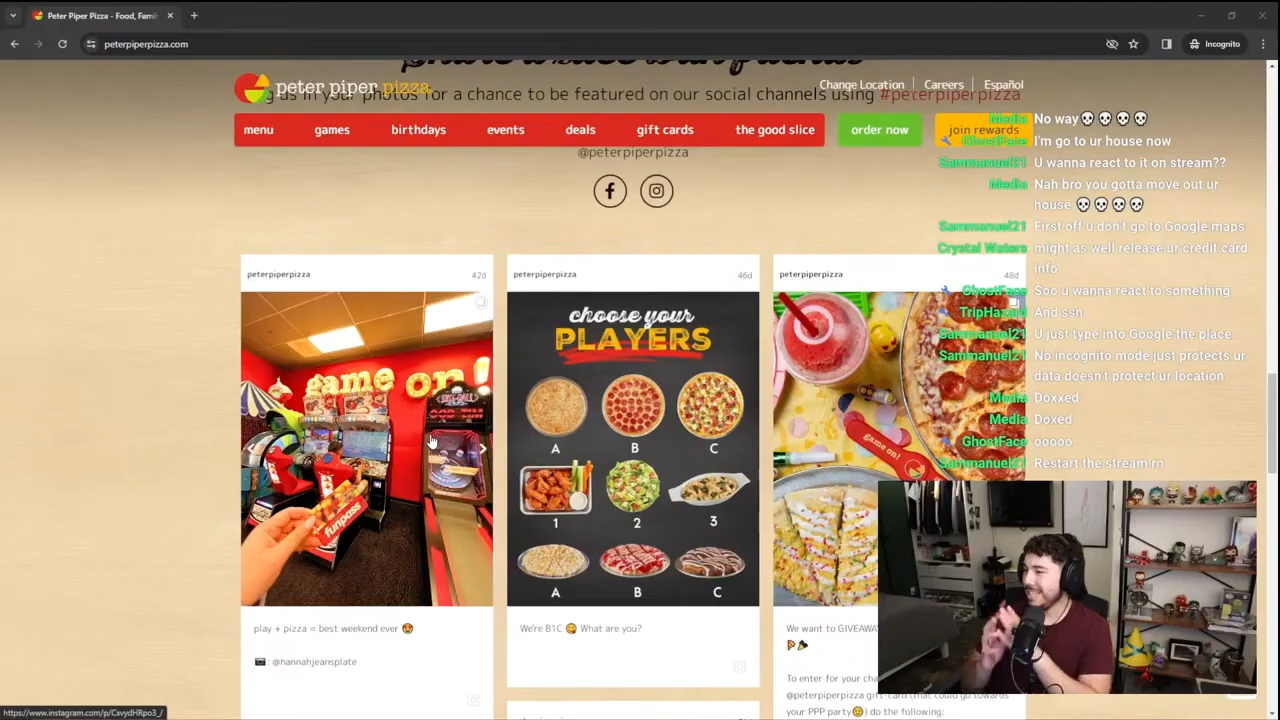 Peter Piper Pizza - Food, Fami
peterpiperpizza.com
Incognito
peter piper pizza
Change Location
Careers
Español
g us in your photos for a chance to be featured on our social channels using #peterpiperpizza
menu
games
birthdays
events
deals
gift cards
the good slice
order now
join rewards
@peterpiperpizza
Media No way💀💀💀💀
GhostFace I'm go to ur house now
Sammanuel21 U wanna react to it on stream??
Media Nah bro you gotta move out ur
house 💀💀💀💀
Sammanuel21 First off u don't go to Google maps
Crystal Waters might as well release ur credit card
info
GhostFace Soo u wanna react to something
TripHazard And ssn
Sammanuel21 U just type into Google the place
Sammanuel21 No incognito mode just protects ur
data doesn't protect ur location
Media Doxxed
Media Doxed
GhostFace ooooo
Sammanuel21 Restart the stream rn
peterpiperpizza 42d
game on!
funpass
play + pizza = best weekend ever 😍
📷: @hannahjeansplate
peterpiperpizza 46d
choose your
PLAYERS
A B C
1 2 3
A B C
We're B1C 😋 What are you?
peterpiperpizza 48d
game on!
We want to GIVEAWA
🍕🎉
To enter for your cha
@peterpiperpizza gift-card (that could go towards
your PPP party😉) do the following:
https://www.instagram.com/p/CxvydHRpo3_/